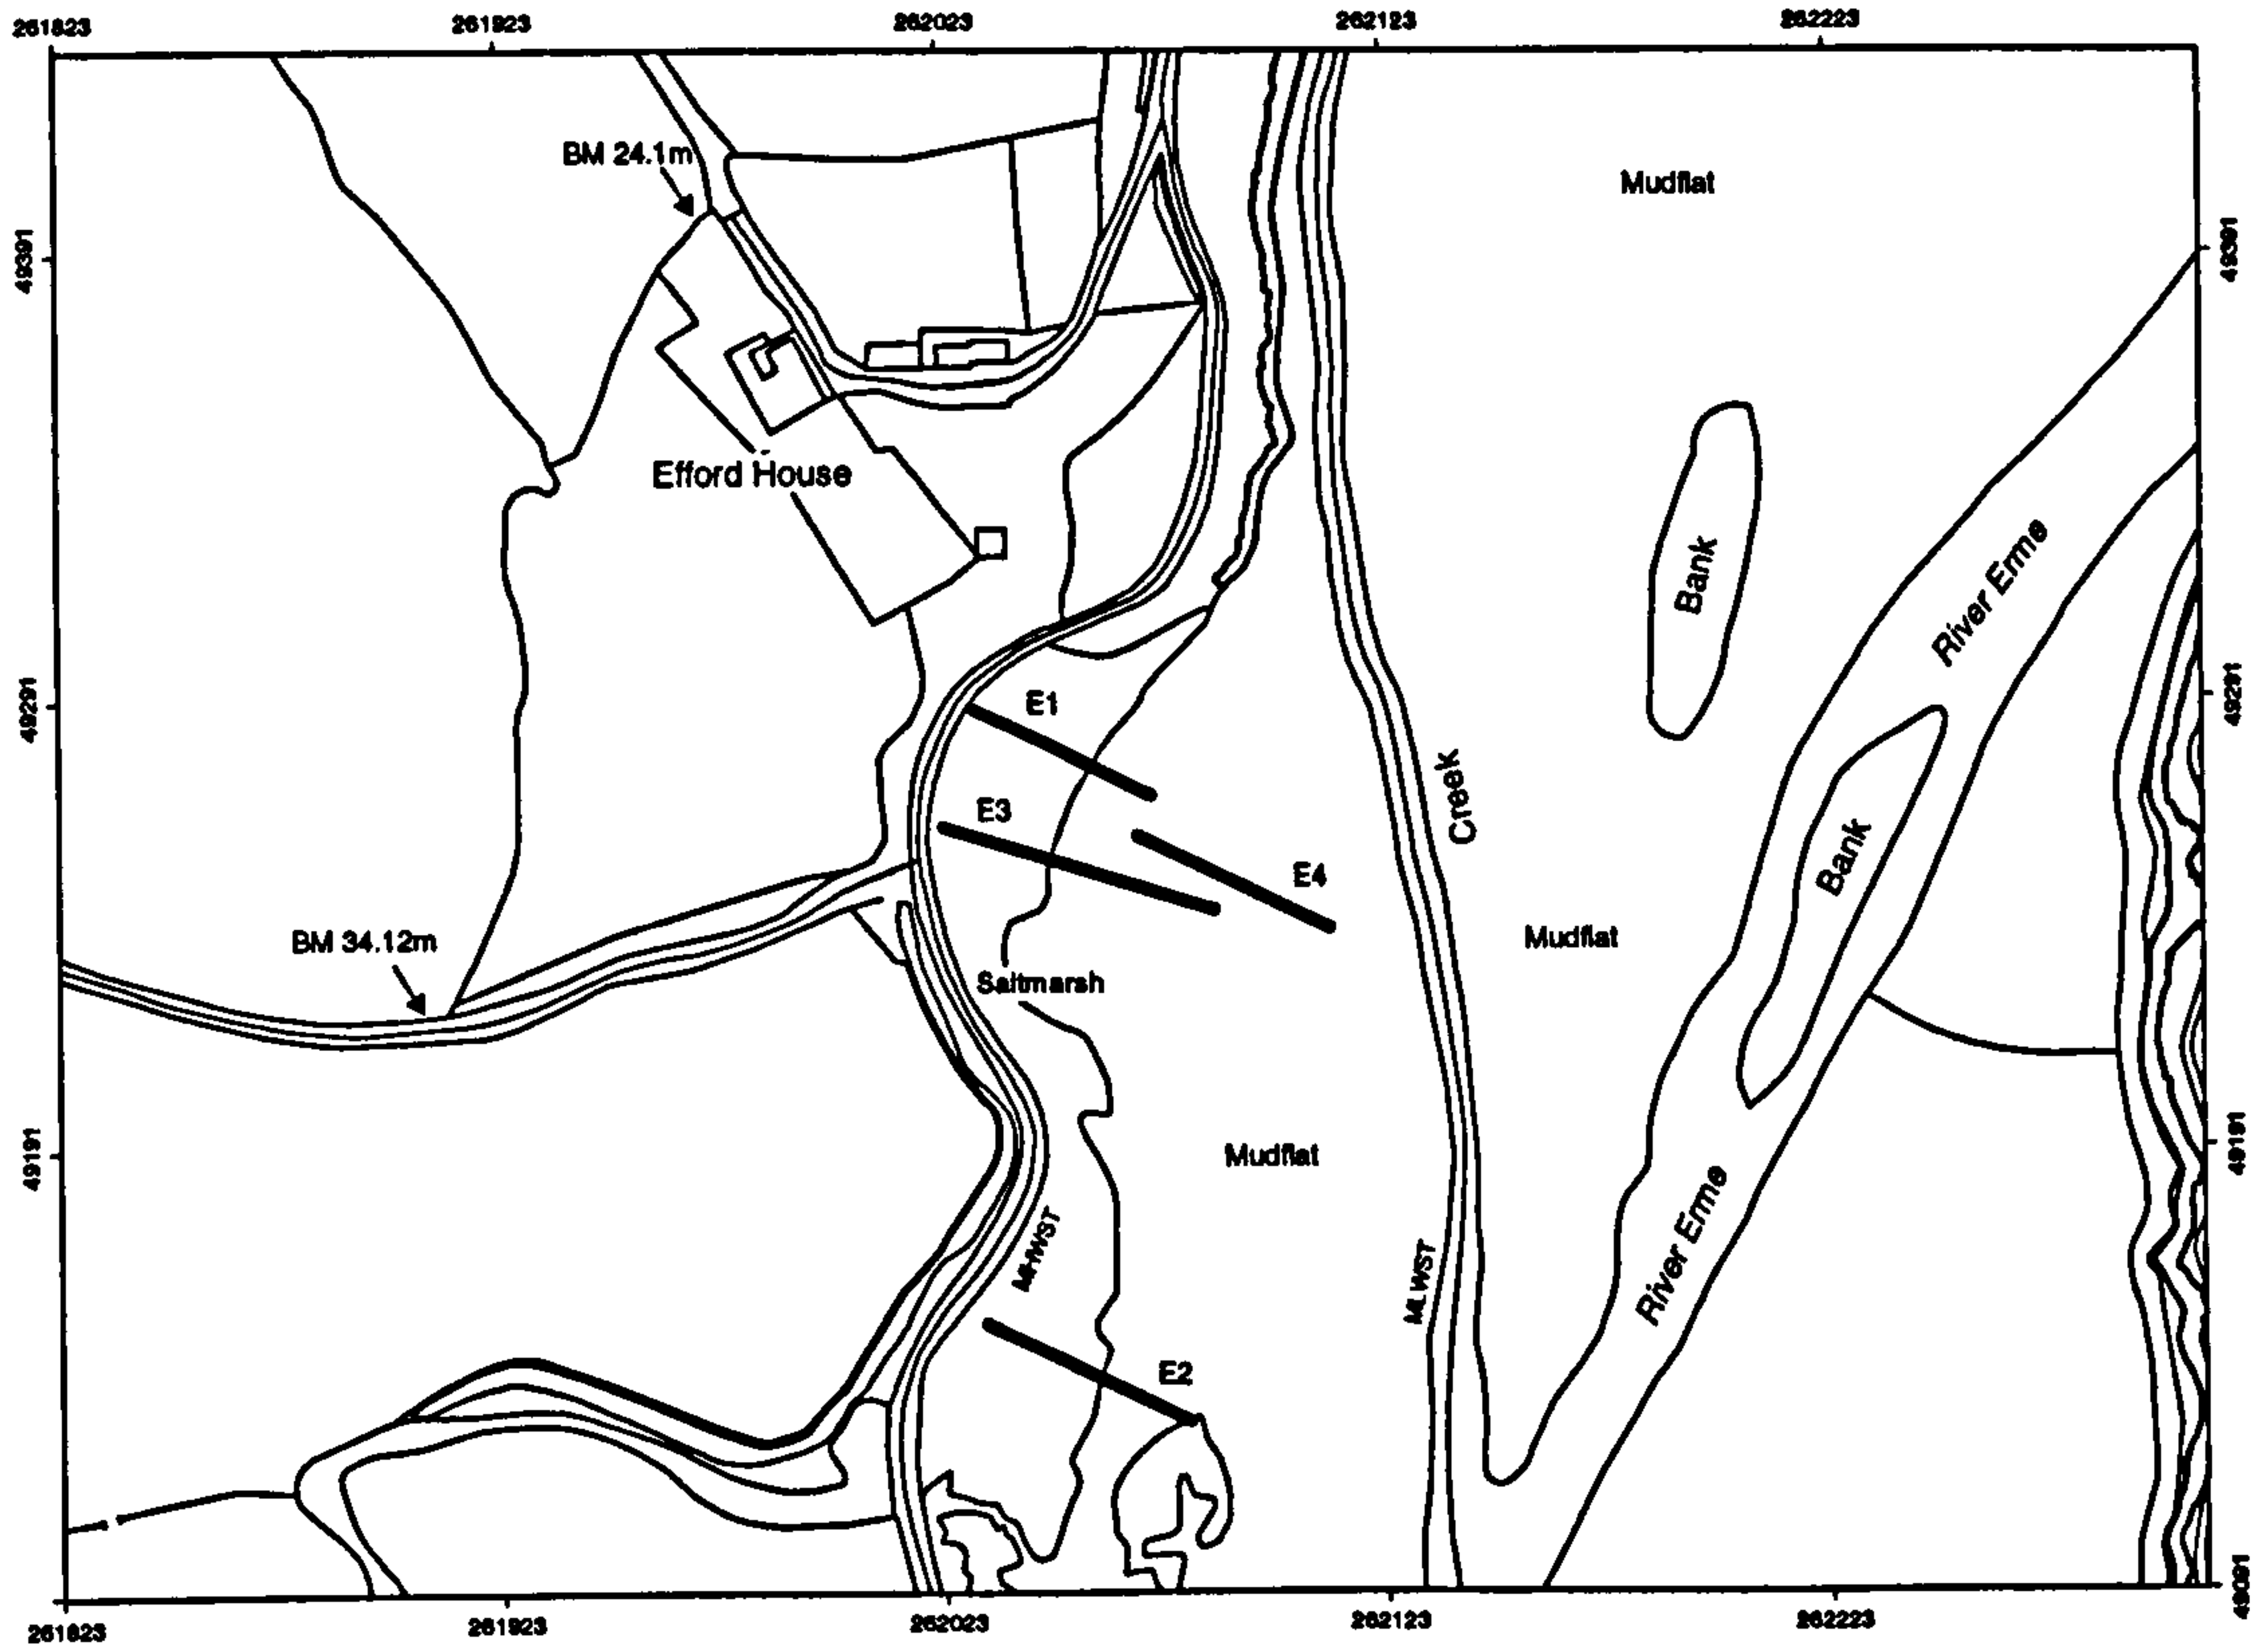 261823 261923 262023 262123 262223
BM 24.1m
Mudflat
49391 49391
Efford House
Bank
River Erme
49291 49291
E1
Creek
E3
Bank
E4
BM 34.12m
Mudflat
Saltmarsh
49191 49191
Mudflat
MHWST
River Erme
MLWST
E2
49091
261823 261923 262023 262123 262223